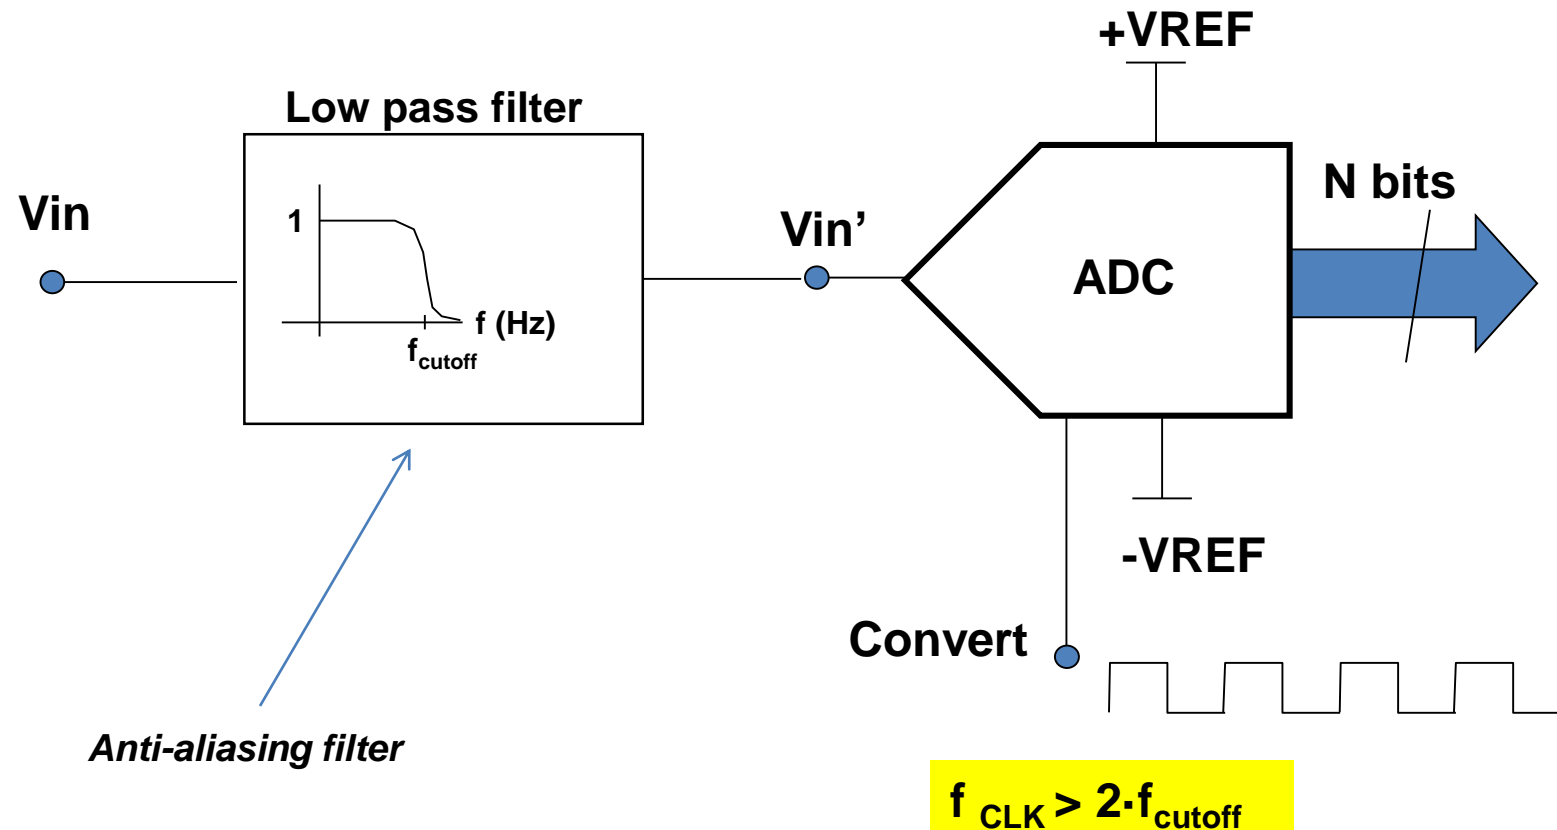 +VREF
Low pass filter
N bits
Vin
1
Vin’
ADC
f (Hz)
fcutoff
-VREF
Convert
Anti-aliasing filter
f CLK > 2·fcutoff